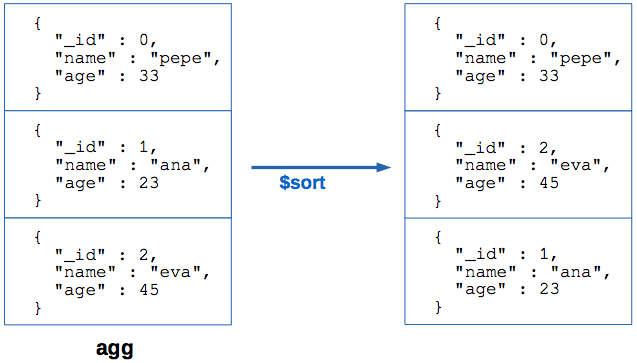 {
"_id" : 0,
"name" : "pepe",
"age" : 33
}
{
"_id" : 1,
"name" : "ana",
"age" : 23
}
{
"_id" : 2,
"name" : "eva",
"age" : 45
}
agg
$sort
{
"_id" : 0,
"name" : "pepe",
"age" : 33
}
{
"_id" : 2,
"name" : "eva",
"age" : 45
}
{
"_id" : 1,
"name" : "ana",
"age" : 23
}